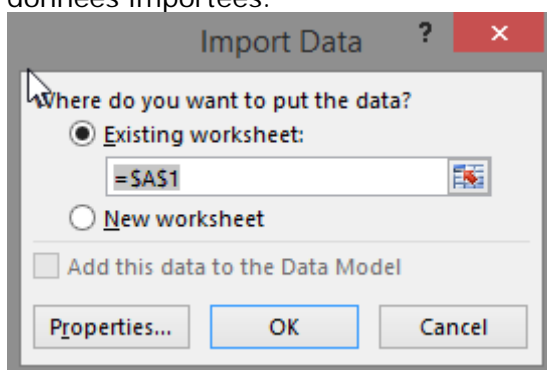 données importées.
Import Data ? ×
Where do you want to put the data?
Existing worksheet:
=$A$1
New worksheet
Add this data to the Data Model
Properties... OK Cancel